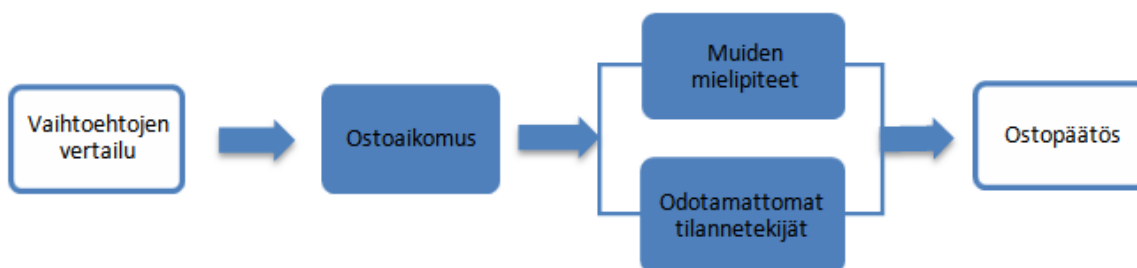 Vaihtoehtojen
vertailu
Ostoaikomus
Muiden
mielipiteet
Odotamattomat
tilannetekijät
Ostopäätös